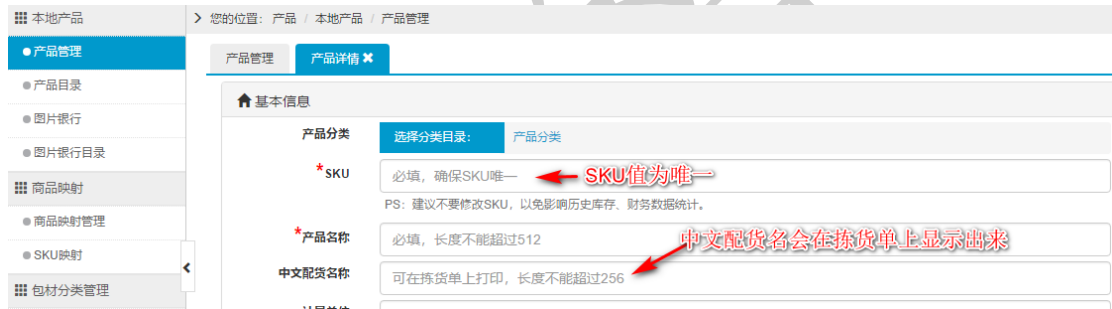 本地产品
产品管理
产品目录
图片银行
图片银行目录
商品映射
商品映射管理
SKU映射
包材分类管理
您的位置： 产品 / 本地产品 / 产品管理
产品管理 产品详情
基本信息
产品分类 选择分类目录： 产品分类
*SKU 必填，确保SKU唯一 SKU值为唯一
PS：建议不要修改SKU，以免影响历史库存、财务数据统计。
*产品名称 必填，长度不能超过512 中文配货名会在拣货单上显示出来
中文配货名称 可在拣货单上打印，长度不能超过256